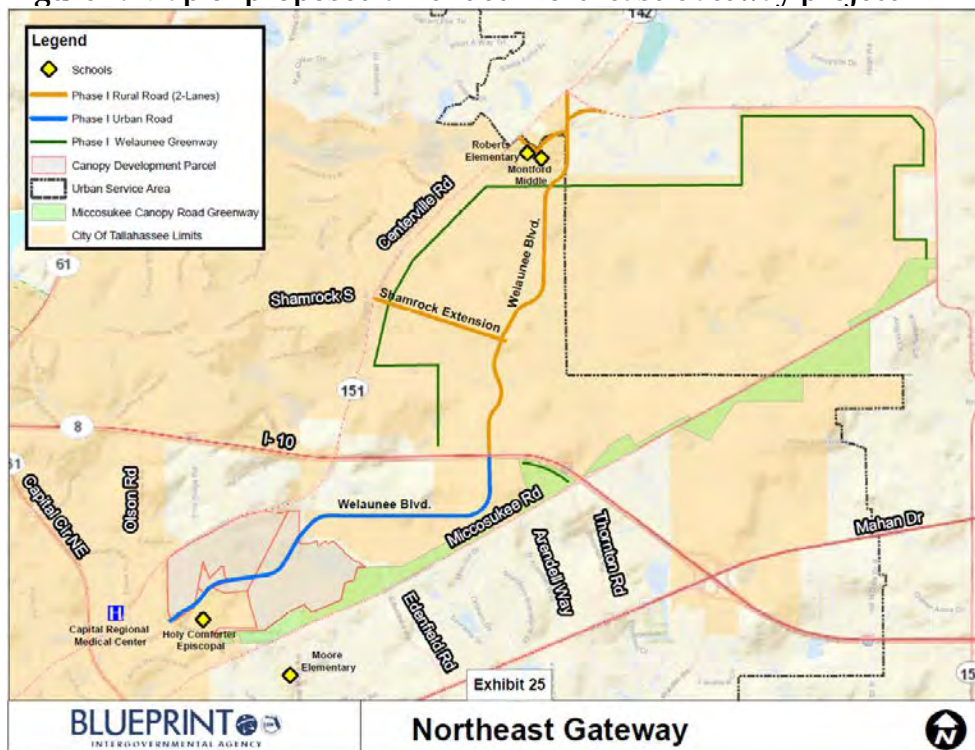 142
Legend
Schools
Phase I Rural Road (2-Lanes)
Phase I Urban Road
Phase I Welaunee Greenway
Canopy Development Parcel
Urban Service Area
Miccosukee Canopy Road Greenway
City Of Tallahassee Limits
Roberts
Elementary
Montford
Middle
Centerville Rd
61
Welaunee Blvd.
Shamrock S
Shamrock Extension
151
8
I- 10
Olson Rd
Capital Cir NE
Welaunee Blvd.
Miccosukee Rd
Thornton Rd
Arendell Way
Mahan Dr
Edenfield Rd
H
Capital Regional
Medical Center
Holy Comforter
Episcopal
Moore
Elementary
Exhibit 25
BLUEPRINT
INTERGOVERNMENTAL AGENCY
Northeast Gateway
N